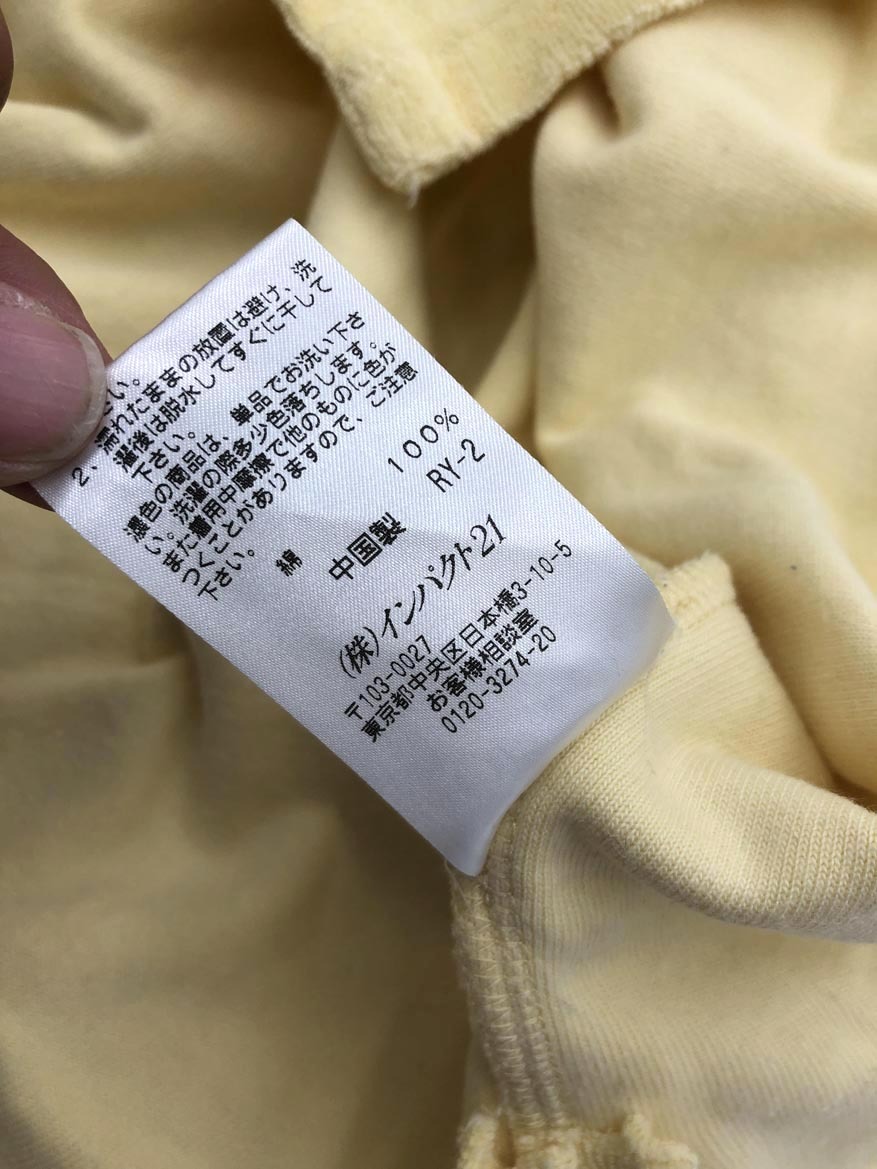 さい。
2、濡れたままの放置は避け、洗
濯後は脱水してすぐに干して
下さい。
濃色の商品は、単品でお洗い下さ
い。洗濯の際多少色落ちします。
また着用中摩擦で他のものに色が
つくことがありますので、ご注意
下さい。
綿 100%
中国製 RY-2
(株)インパクト21
〒103-0027
東京都中央区日本橋3-10-5
お客様相談室
0120-3274-20